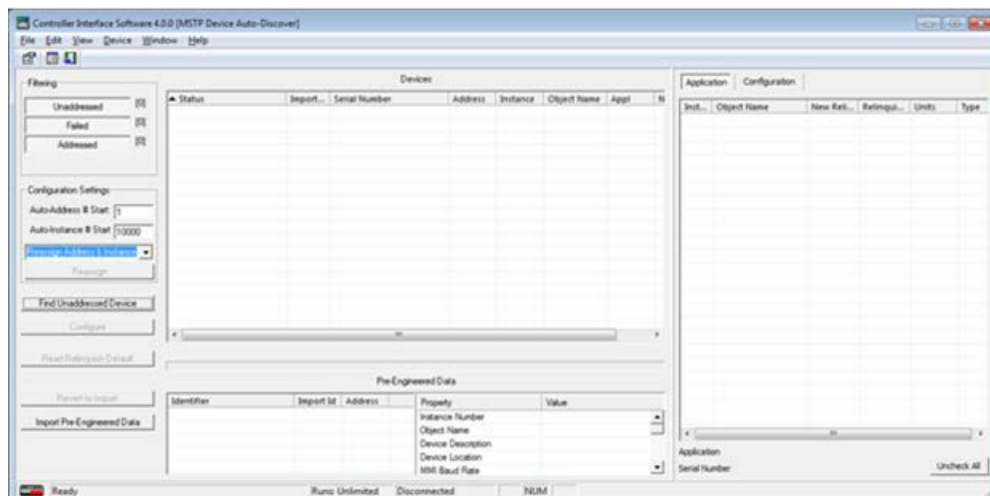 Controller Interface Software 4.0.0 [MSTP Device Auto-Discover]
File Edit View Device Window Help
Filtering
Unaddressed [0]
Failed [0]
Addressed [0]
Configuration Settings
Auto-Address # Start 1
Auto-Instance # Start 10000
Reassign Address & Instance
Reassign
Find Unaddressed Device
Configure
Read Relinquish Default
Revert to Import
Import Pre-Engineered Data
Devices
Status Import... Serial Number Address Instance Object Name Appl N
Pre-Engineered Data
Identifier Import Id Address
Property Value
Instance Number
Object Name
Device Description
Device Location
MMI Baud Rate
Application Configuration
Inst... Object Name New Reli... Relinqui... Units Type
Application
Serial Number
Uncheck All
Ready Runs: Unlimited Disconnected NUM